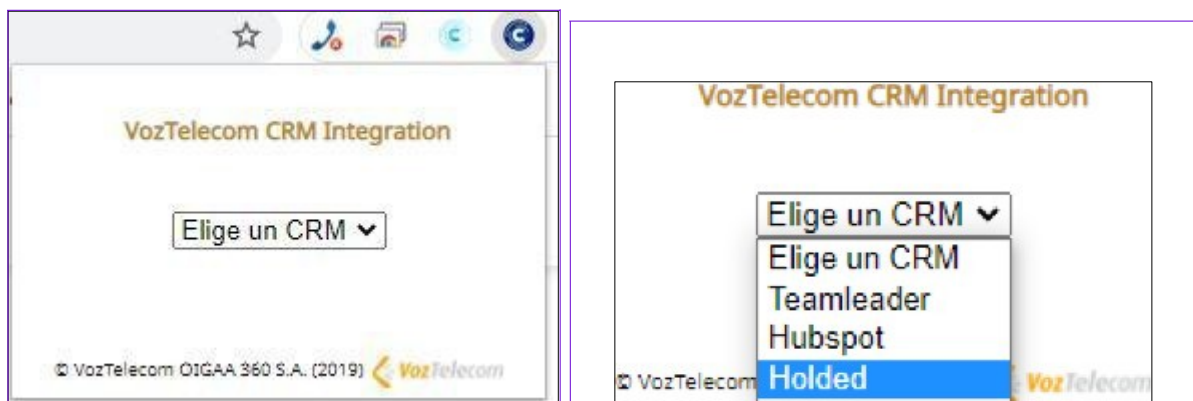 VozTelecom CRM Integration
Elige un CRM
© VozTelecom OIGAA 360 S.A. (2019) VozTelecom
VozTelecom CRM Integration
Elige un CRM
Elige un CRM
Teamleader
Hubspot
Holded
© VozTelecom VozTelecom